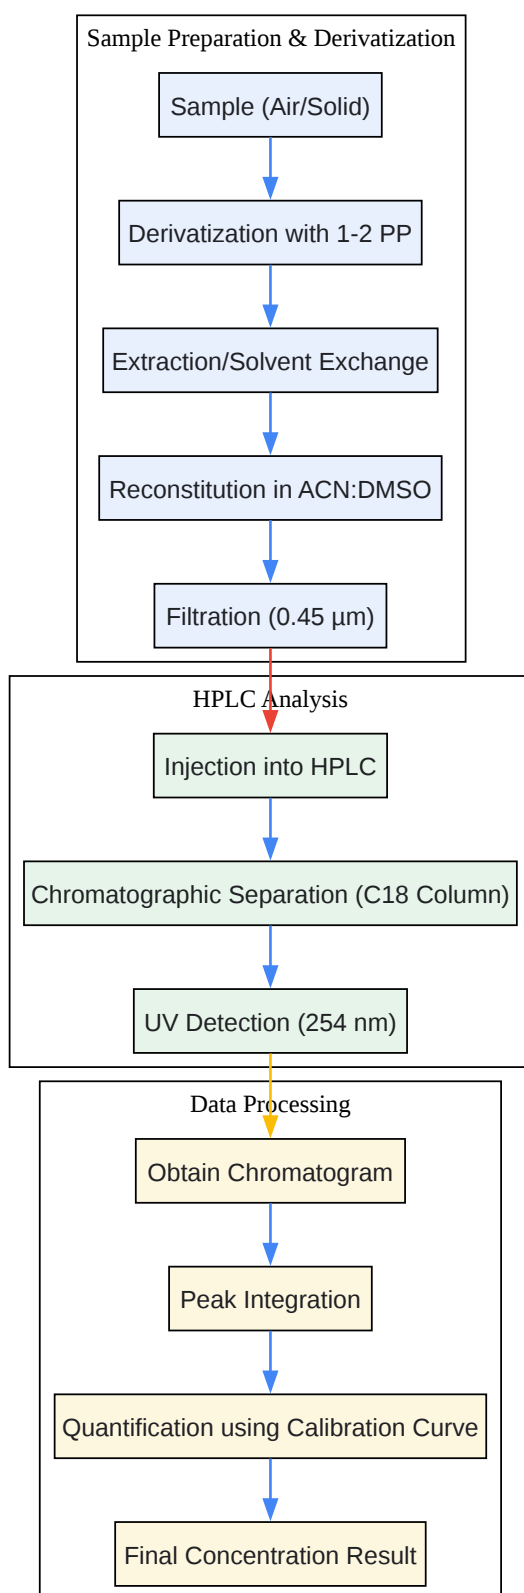 Sample Preparation & Derivatization
Sample (Air/Solid)
Derivatization with 1-2 PP
Extraction/Solvent Exchange
Reconstitution in ACN:DMSO
Filtration (0.45 µm)
HPLC Analysis
Injection into HPLC
Chromatographic Separation (C18 Column)
UV Detection (254 nm)
Data Processing
Obtain Chromatogram
Peak Integration
Quantification using Calibration Curve
Final Concentration Result